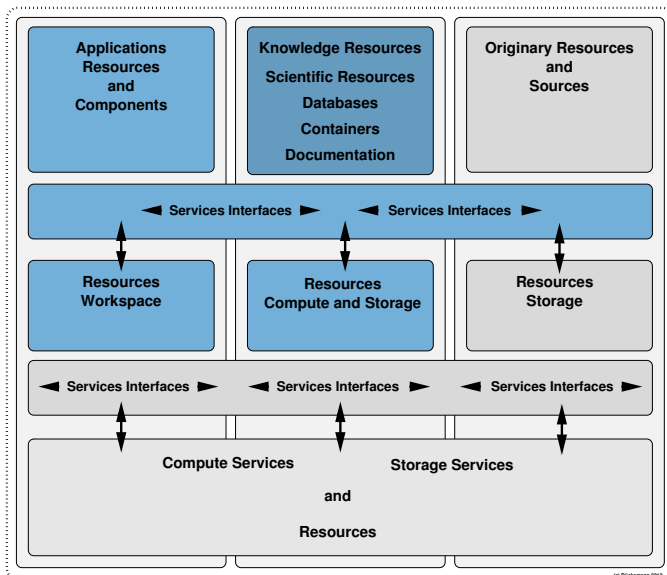 Applications
Resources
and
Components
Knowledge Resources
Scientific Resources
Databases
Containers
Documentation
Originary Resources
and
Sources
Services Interfaces
Services Interfaces
Resources
Workspace
Resources
Compute and Storage
Resources
Storage
Services Interfaces
Services Interfaces
Services Interfaces
Compute Services
Storage Services
and
Resources